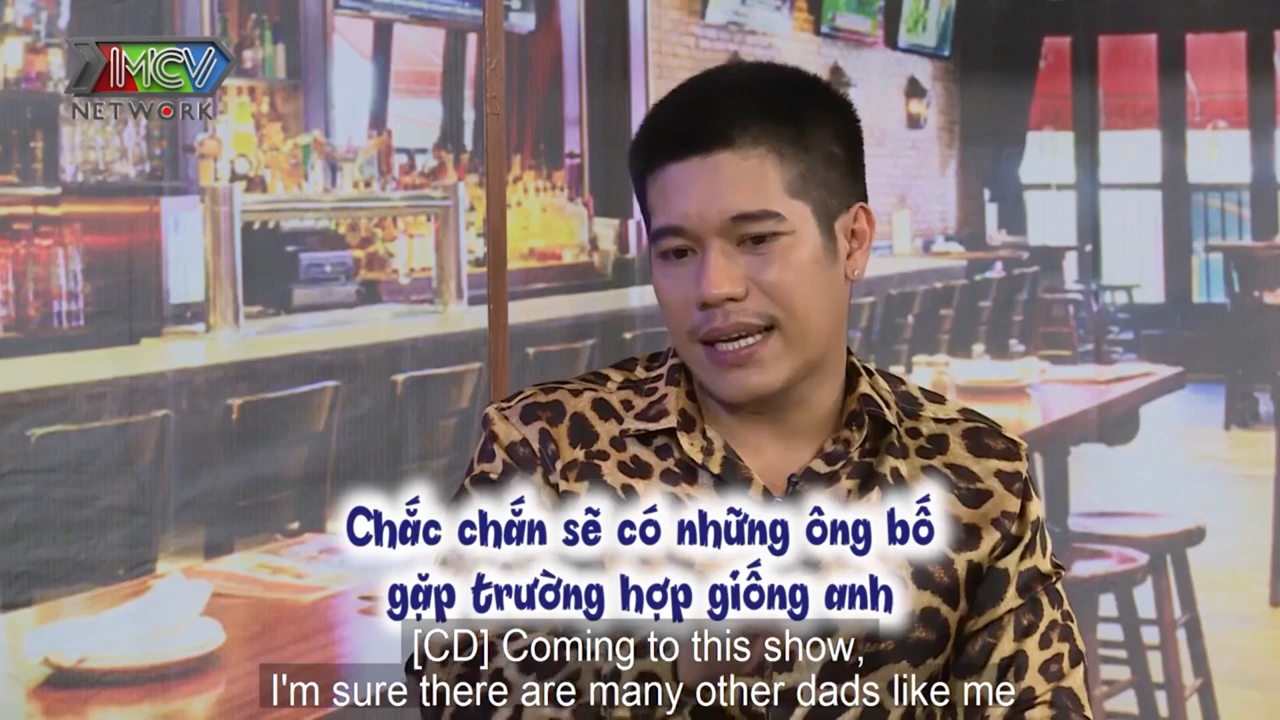 MCV
NETWORK
Chắc chắn sẽ có những ông bố
gặp trường hợp giống anh
[CD] Coming to this show,
I'm sure there are many other dads like me